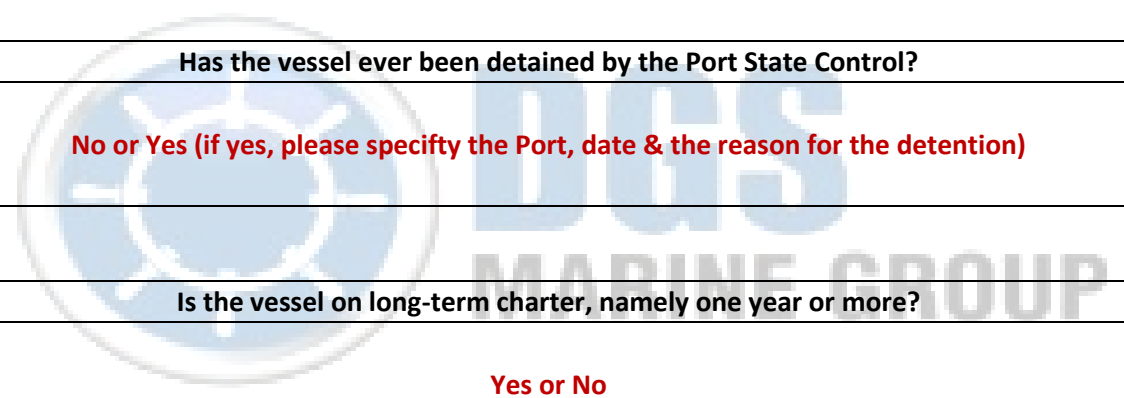 Has the vessel ever been detained by the Port State Control?
No or Yes (if yes, please specifty the Port, date & the reason for the detention)
DGS
MARINE GROUP
Is the vessel on long-term charter, namely one year or more?
Yes or No